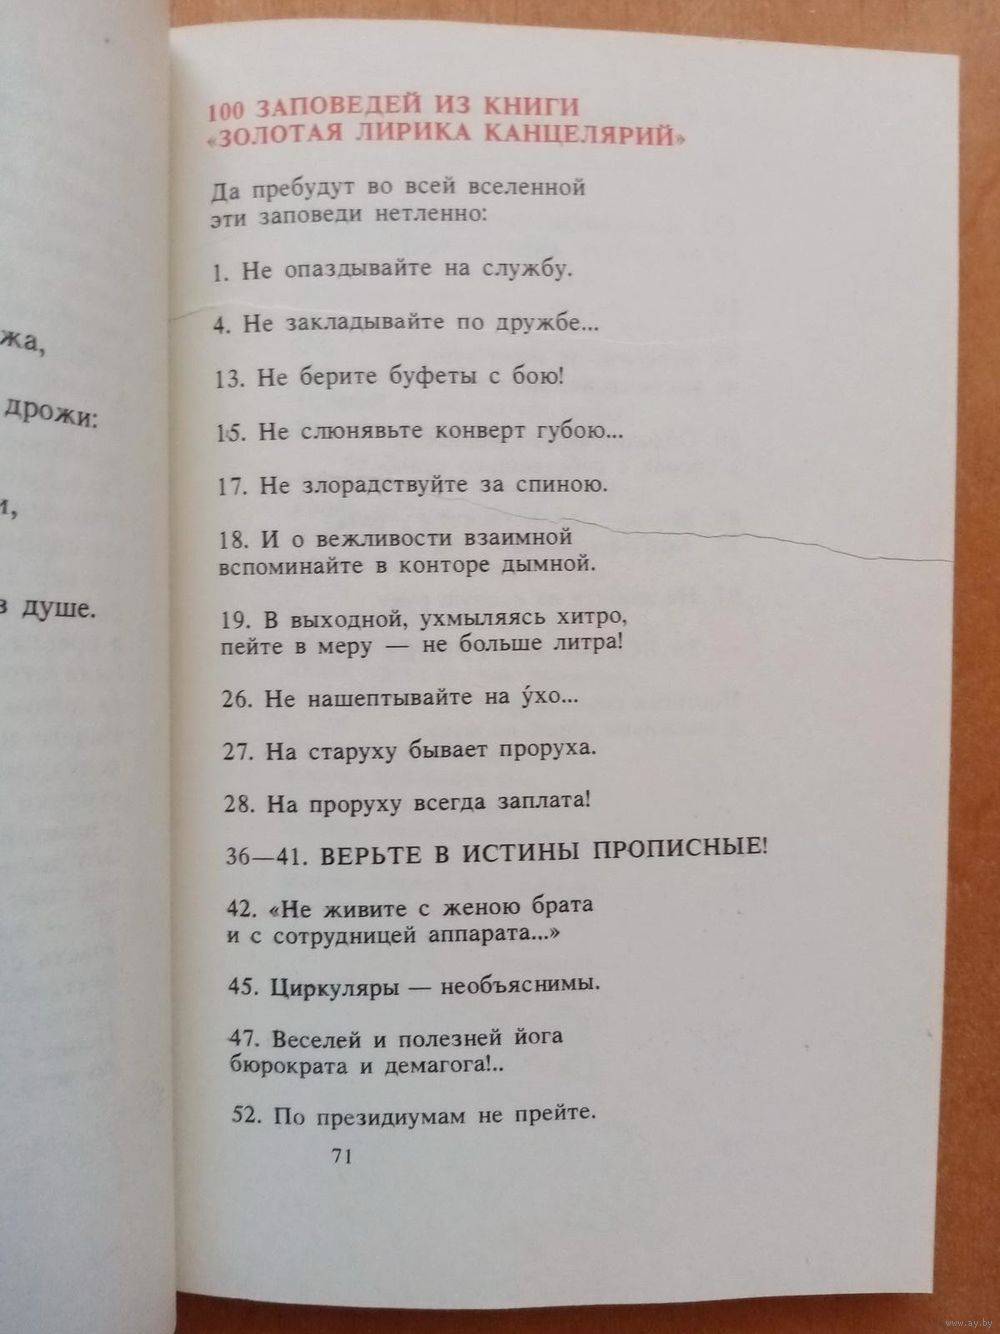 жа,
дрожи:
и,
в душе.
100 ЗАПОВЕДЕЙ ИЗ КНИГИ
«ЗОЛОТАЯ ЛИРИКА КАНЦЕЛЯРИЙ»
Да пребудут во всей вселенной
эти заповеди нетленно:
1. Не опаздывайте на службу.
4. Не закладывайте по дружбе...
13. Не берите буфеты с бою!
15. Не слюнявьте конверт губою...
17. Не злорадствуйте за спиною.
18. И о вежливости взаимной
вспоминайте в конторе дымной.
19. В выходной, ухмыляясь хитро,
пейте в меру — не больше литра!
26. Не нашептывайте на у́хо...
27. На старуху бывает проруха.
28. На проруху всегда заплата!
36—41. ВЕРЬТЕ В ИСТИНЫ ПРОПИСНЫЕ!
42. «Не живите с женою брата
и с сотрудницей аппарата...»
45. Циркуляры — необъяснимы.
47. Веселей и полезней йога
бюрократа и демагога!..
52. По президиумам не прейте.
71
www.ay.by